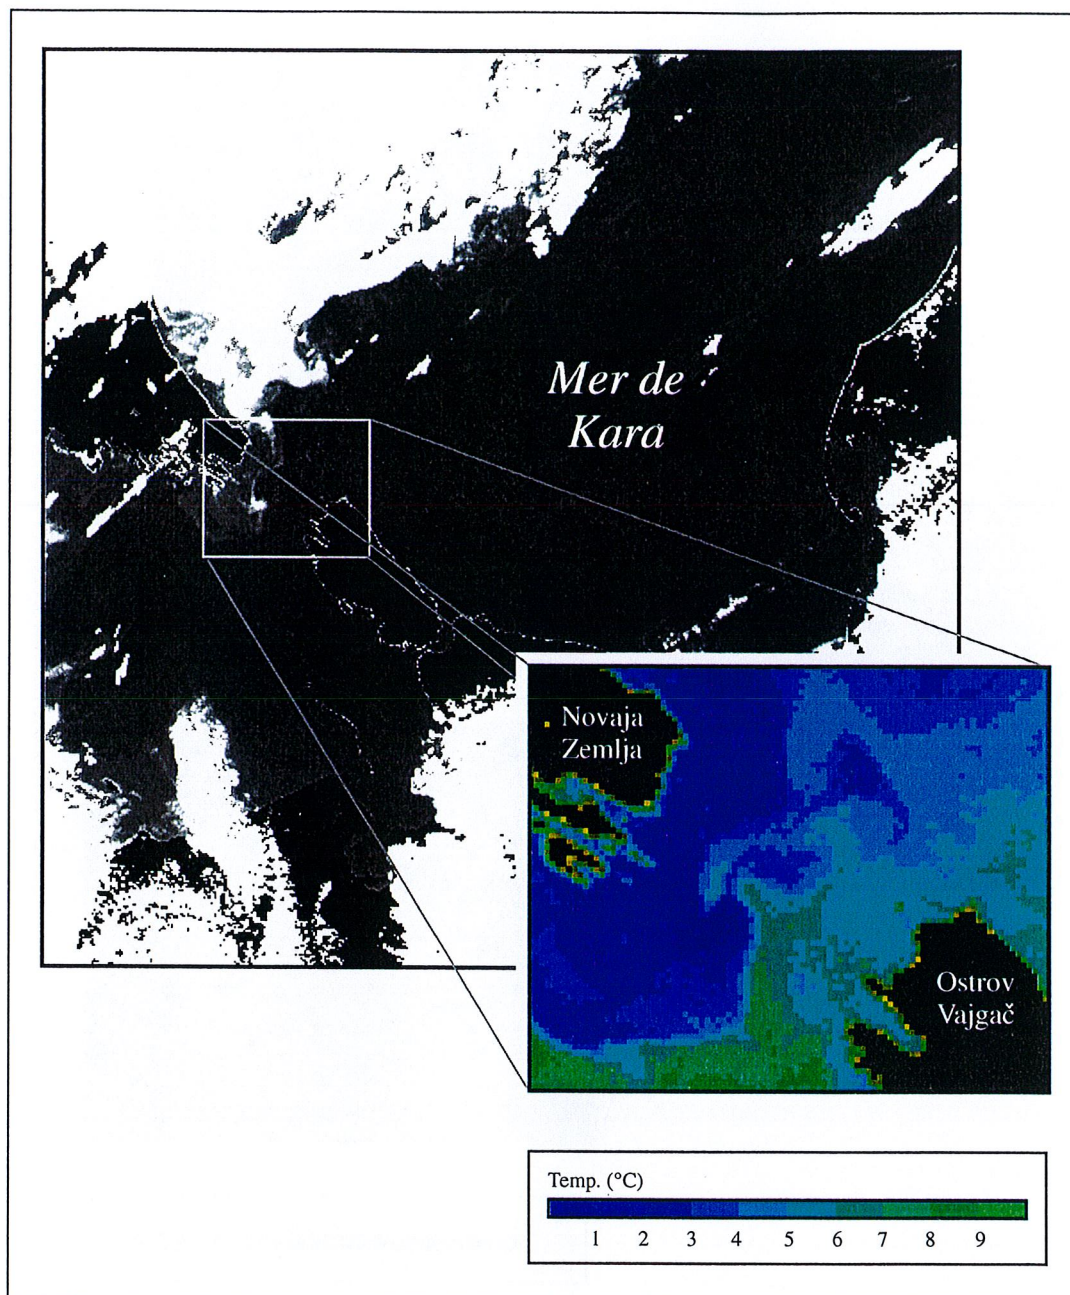 Mer de
Kara
Novaja
Zemlja
Ostrov
Vajgač
Temp. (°C)
1 2 3 4 5 6 7 8 9